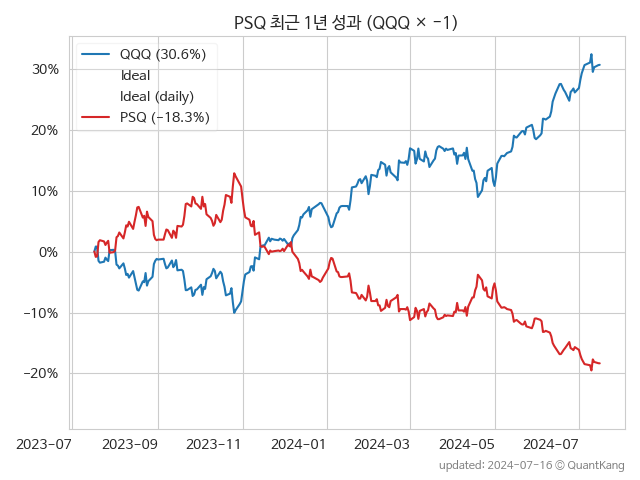 PSQ 최근 1년 성과 (QQQ × −1)
QQQ (30.6%)
Ideal
Ideal (daily)
PSQ (−18.3%)
30%
20%
10%
0%
−10%
−20%
2023−07 2023−09 2023−11 2024−01 2024−03 2024−05 2024−07
updated: 2024-07-16 © QuantKang